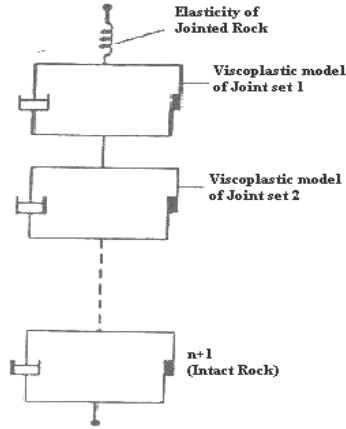 Elasticity of
Jointed Rock
Viscoplastic model
of Joint set 1
Viscoplastic model
of Joint set 2
n+1
(Intact Rock)